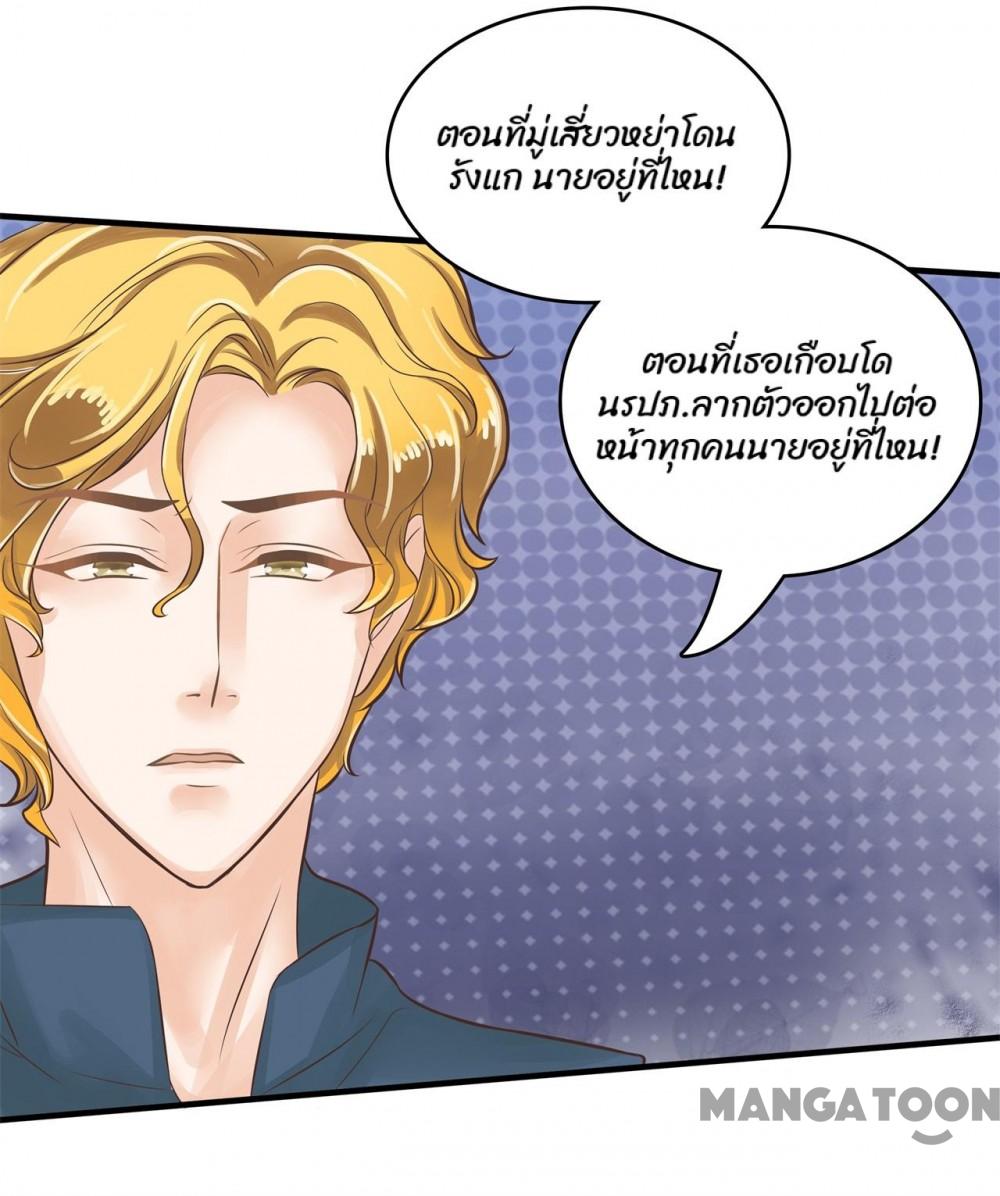 ตอนที่มู่เสี่ยวหย่าโดน
รังแก นายอยู่ที่ไหน!
ตอนที่เธอเกือบโด
นรปภ.ลากตัวออกไปต่อ
หน้าทุกคนนายอยู่ที่ไหน!
MANGATOON